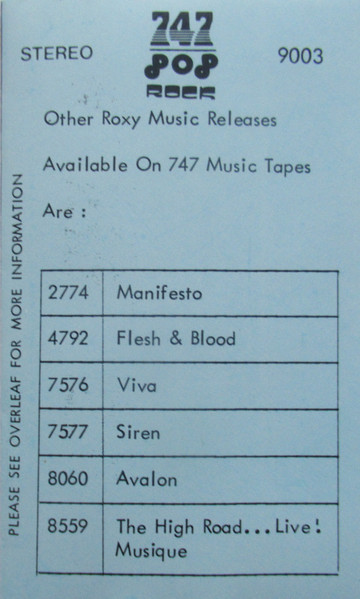 747
STEREO POP 9003
ROCK
Other Roxy Music Releases
Available On 747 Music Tapes
Are :
2774 Manifesto
4792 Flesh & Blood
7576 Viva
7577 Siren
8060 Avalon
8559 The High Road...Live!
Musique
PLEASE SEE OVERLEAF FOR MORE INFORMATION